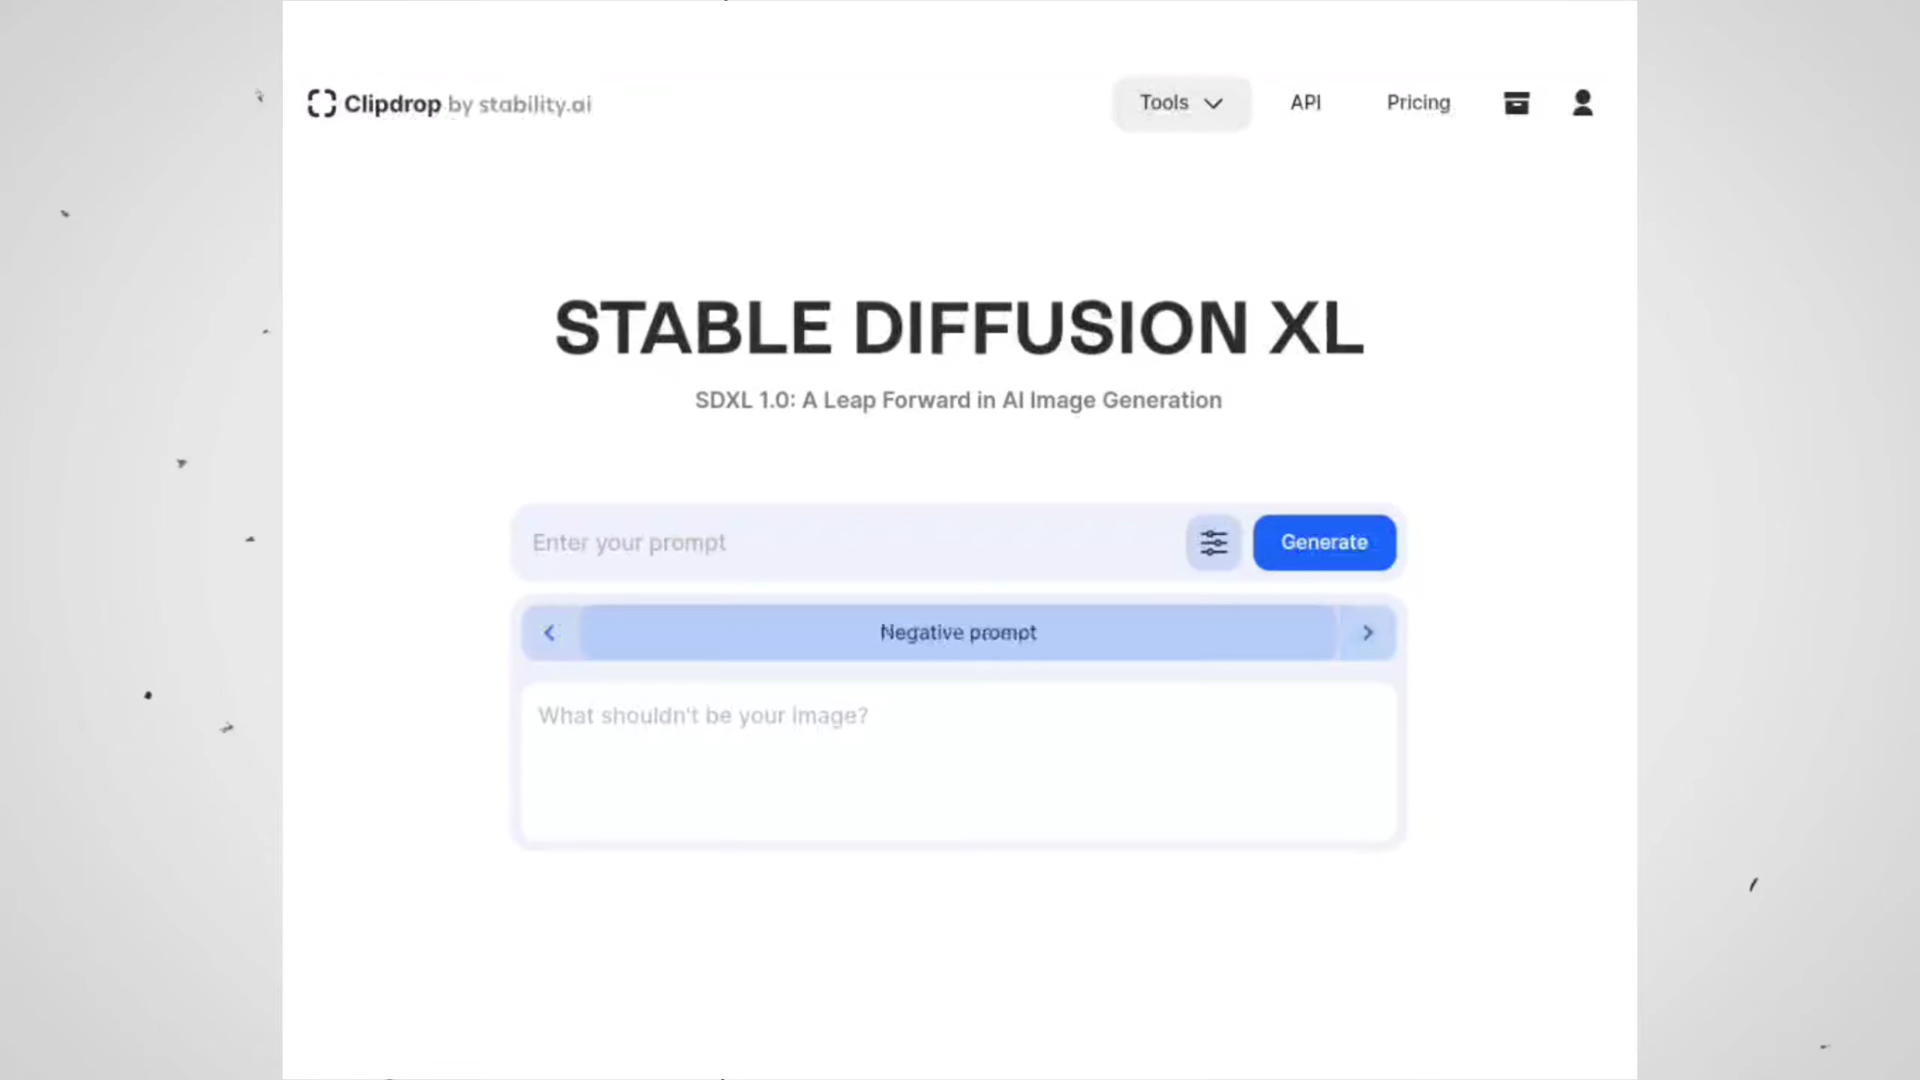 Clipdrop by stability.ai
Tools
API
Pricing
STABLE DIFFUSION XL
SDXL 1.0: A Leap Forward in AI Image Generation
Enter your prompt
Generate
Negative prompt
What shouldn't be your image?